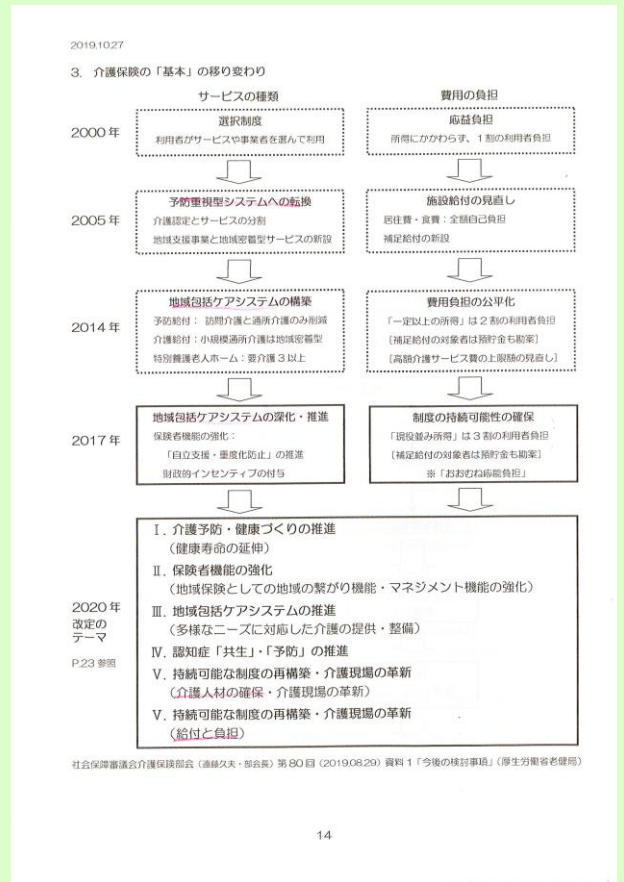 2019.10.27
3. 介護保険の「基本」の移り変わり
サービスの種類
費用の負担
2000年
選択制度
利用者がサービスや事業者を選んで利用
応益負担
所得にかかわらず、1割の利用者負担
2005年
予防重視型システムへの転換
介護認定とサービスの分割
地域支援事業と地域密着型サービスの新設
施設給付の見直し
居住費・食費：全額自己負担
補足給付の新設
2014年
地域包括ケアシステムの構築
予防給付： 訪問介護と通所介護のみ削減
介護給付：小規模通所介護は地域密着型
特別養護老人ホーム：要介護3以上
費用負担の公平化
「一定以上の所得」は2割の利用者負担
［補足給付の対象者は預貯金も勘案］
［高額介護サービス費の上限額の見直し］
2017年
地域包括ケアシステムの深化・推進
保険者機能の強化：
「自立支援・重度化防止」の推進
財政的インセンティブの付与
制度の持続可能性の確保
「現役並み所得」は3割の利用者負担
［補足給付の対象者は預貯金も勘案］
※「おおむね応能負担」
2020年
改定の
テーマ
P.23 参照
Ⅰ. 介護予防・健康づくりの推進
（健康寿命の延伸）
Ⅱ. 保険者機能の強化
（地域保険としての地域の繋がり機能・マネジメント機能の強化）
Ⅲ. 地域包括ケアシステムの推進
（多様なニーズに対応した介護の提供・整備）
Ⅳ. 認知症「共生」・「予防」の推進
Ⅴ. 持続可能な制度の再構築・介護現場の革新
（介護人材の確保・介護現場の革新）
Ⅴ. 持続可能な制度の再構築・介護現場の革新
（給付と負担）
社会保障審議会介護保険部会（遠藤久夫・部会長）第80回（2019.08.29）資料1「今後の検討事項」（厚生労働省老健局）
14